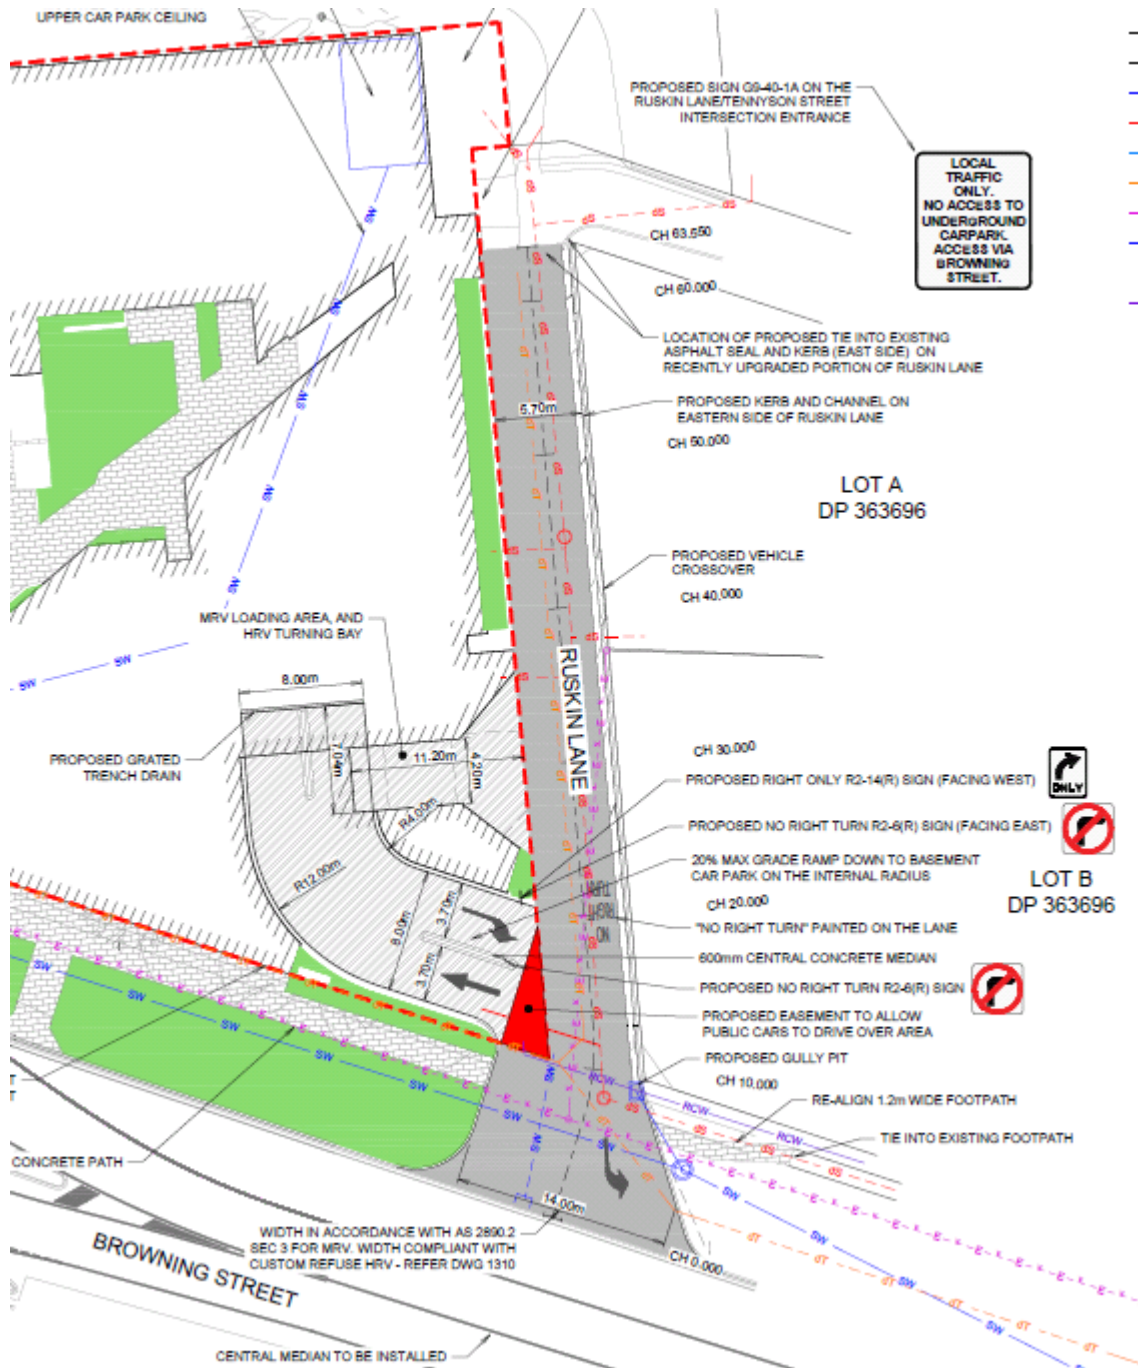 UPPER CAR PARK CEILING
PROPOSED SIGN G9-40-1A ON THE
RUSKIN LANE/TENNYSON STREET
INTERSECTION ENTRANCE
LOCAL
TRAFFIC
ONLY.
NO ACCESS TO
UNDERGROUND
CARPARK.
ACCESS VIA
BROWNING
STREET.
CH 63.550
CH 60.000
LOCATION OF PROPOSED TIE INTO EXISTING
ASPHALT SEAL AND KERB (EAST SIDE) ON
RECENTLY UPGRADED PORTION OF RUSKIN LANE
5.70m
PROPOSED KERB AND CHANNEL ON
EASTERN SIDE OF RUSKIN LANE
CH 50.000
LOT A
DP 363696
PROPOSED VEHICLE
CROSSOVER
CH 40.000
MRV LOADING AREA, AND
HRV TURNING BAY
RUSKIN LANE
8.00m
7.04m
11.20m
4.20m
PROPOSED GRATED
TRENCH DRAIN
CH 30.000
PROPOSED RIGHT ONLY R2-14(R) SIGN (FACING WEST)
ONLY
R4.00m
PROPOSED NO RIGHT TURN R2-6(R) SIGN (FACING EAST)
R12.00m
20% MAX GRADE RAMP DOWN TO BASEMENT
CAR PARK ON THE INTERNAL RADIUS
LOT B
DP 363696
CH 20.000
NO
RIGHT
TURN
8.00m
3.70m
3.70m
"NO RIGHT TURN" PAINTED ON THE LANE
600mm CENTRAL CONCRETE MEDIAN
PROPOSED NO RIGHT TURN R2-6(R) SIGN
PROPOSED EASEMENT TO ALLOW
PUBLIC CARS TO DRIVE OVER AREA
PROPOSED GULLY PIT
CH 10.000
RE-ALIGN 1.2m WIDE FOOTPATH
TIE INTO EXISTING FOOTPATH
CONCRETE PATH
14.00m
WIDTH IN ACCORDANCE WITH AS 2890.2
SEC 3 FOR MRV. WIDTH COMPLIANT WITH
CUSTOM REFUSE HRV - REFER DWG 1310
CH 0.000
BROWNING STREET
CENTRAL MEDIAN TO BE INSTALLED